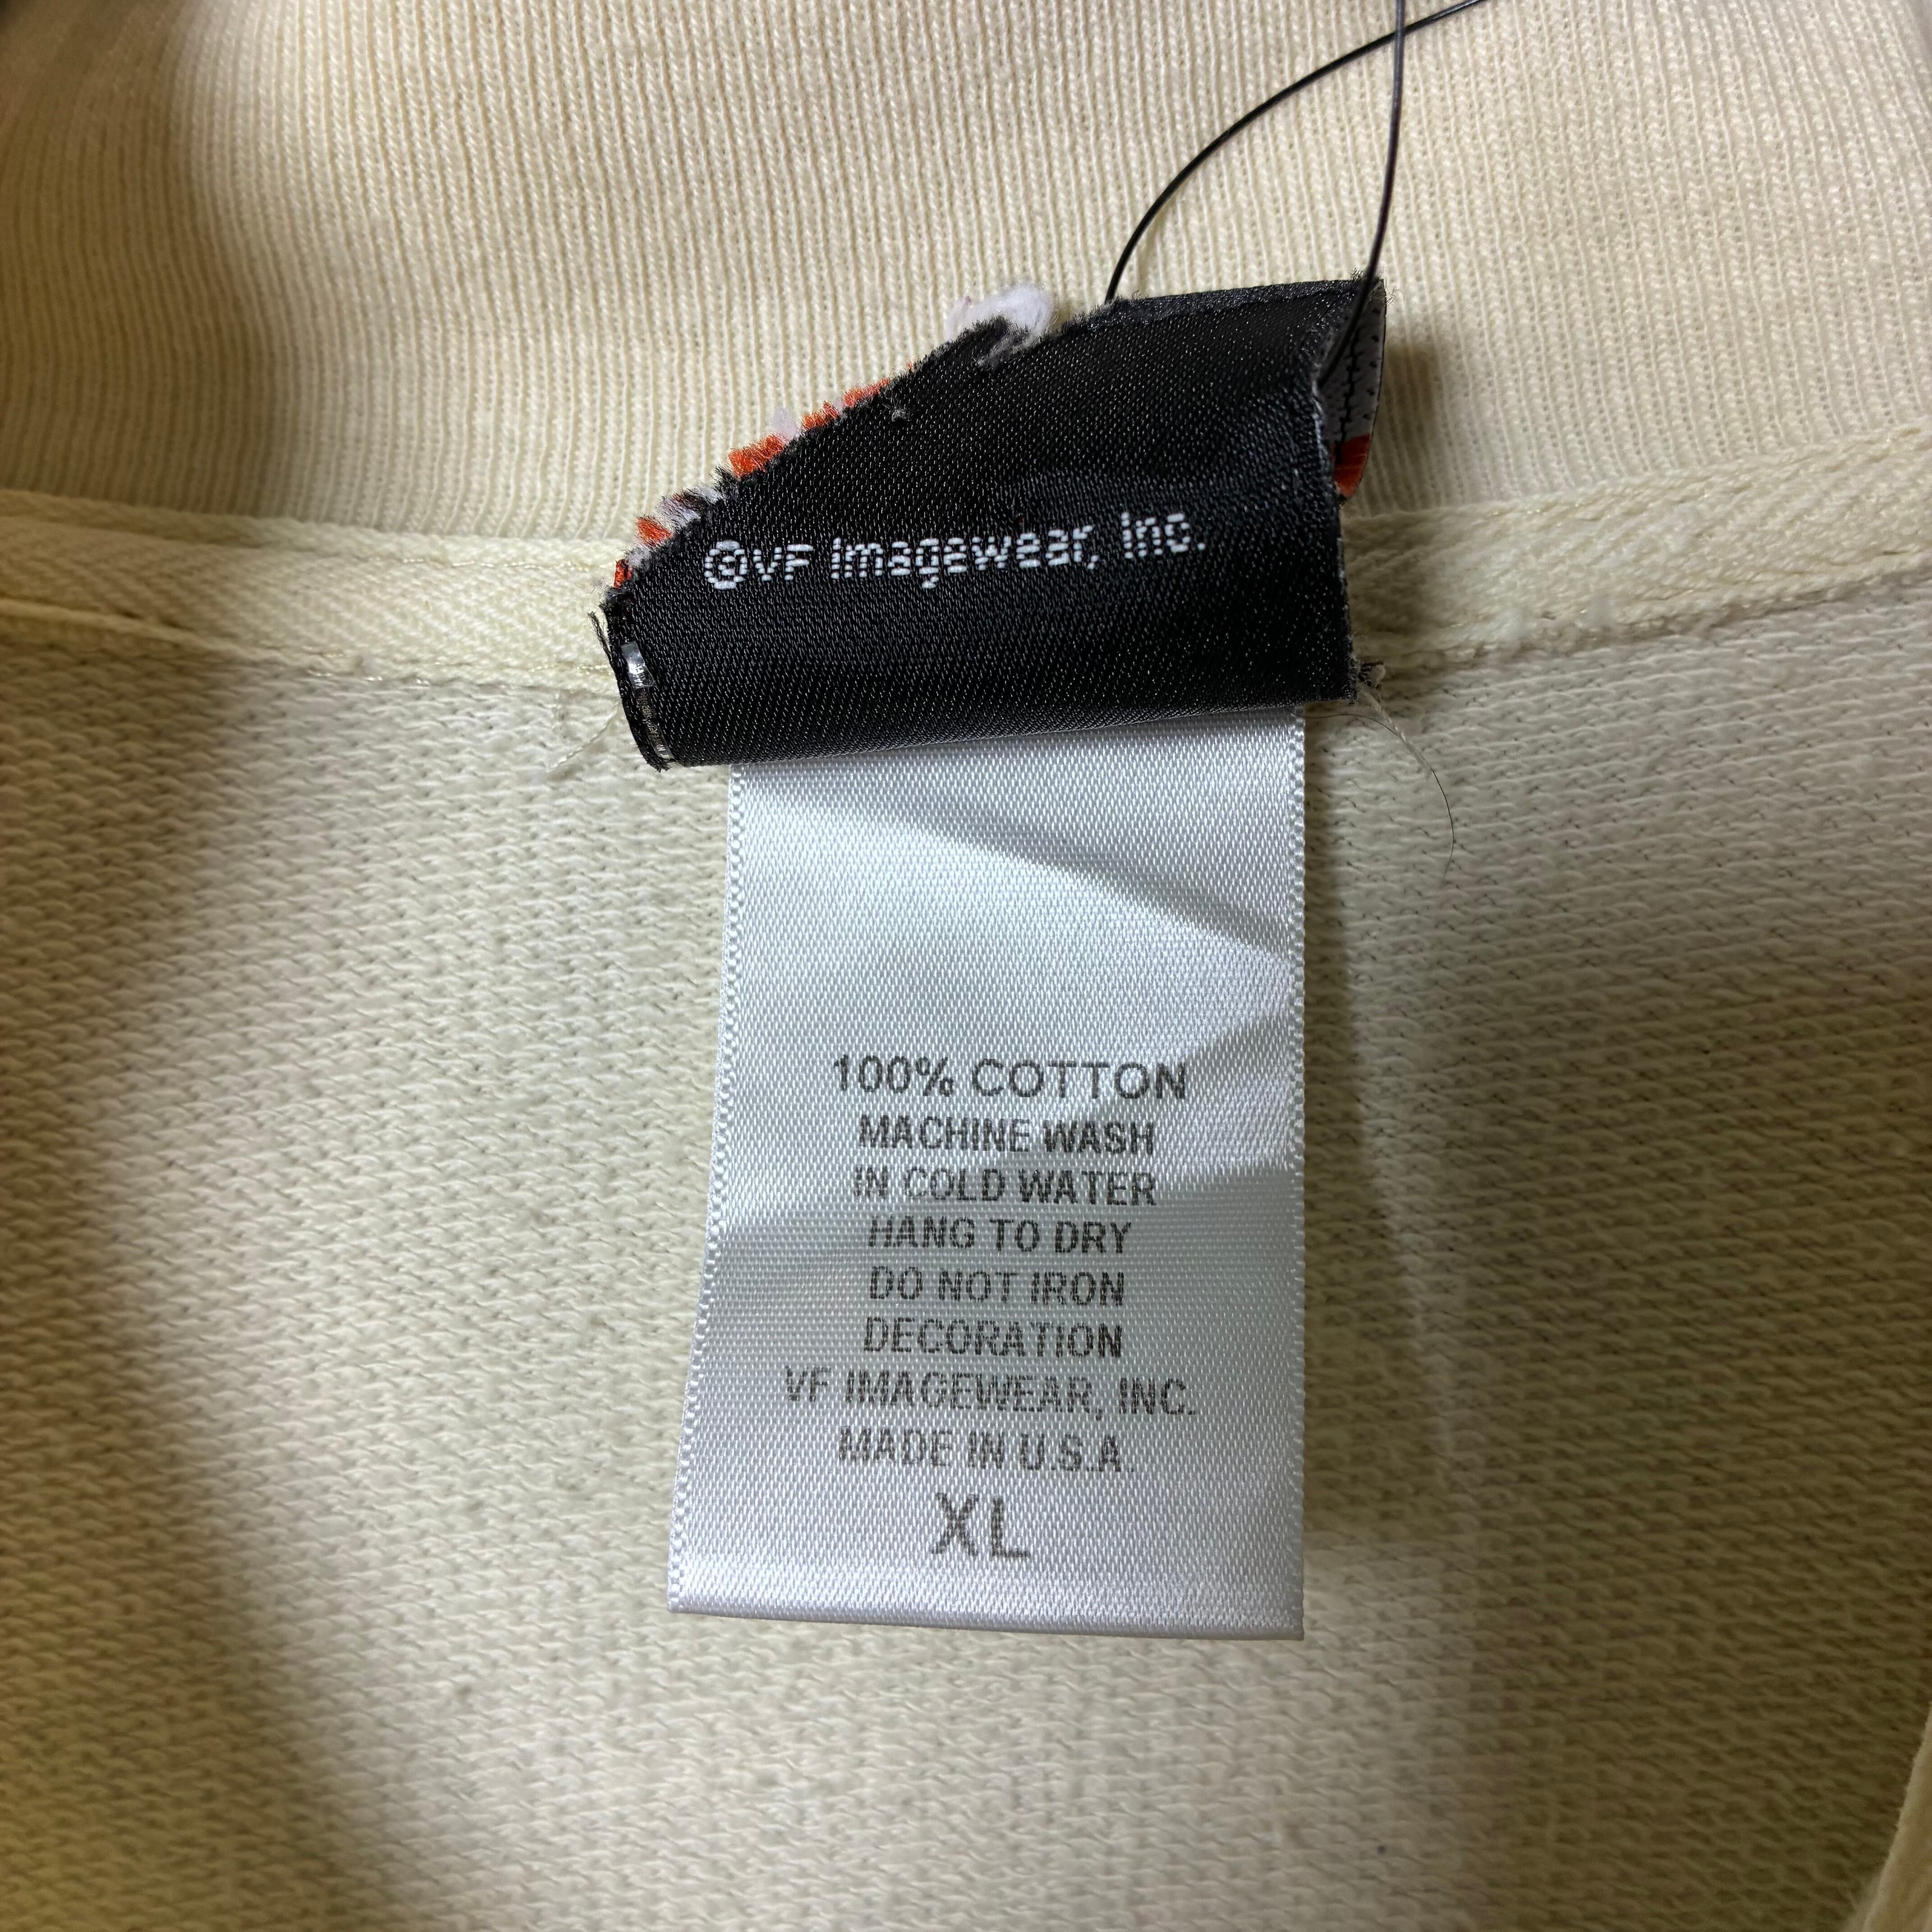 ©VF Imagewear, Inc.
100% COTTON
MACHINE WASH
IN COLD WATER
HANG TO DRY
DO NOT IRON
DECORATION
VF IMAGEWEAR, INC.
MADE IN U.S.A.
XL